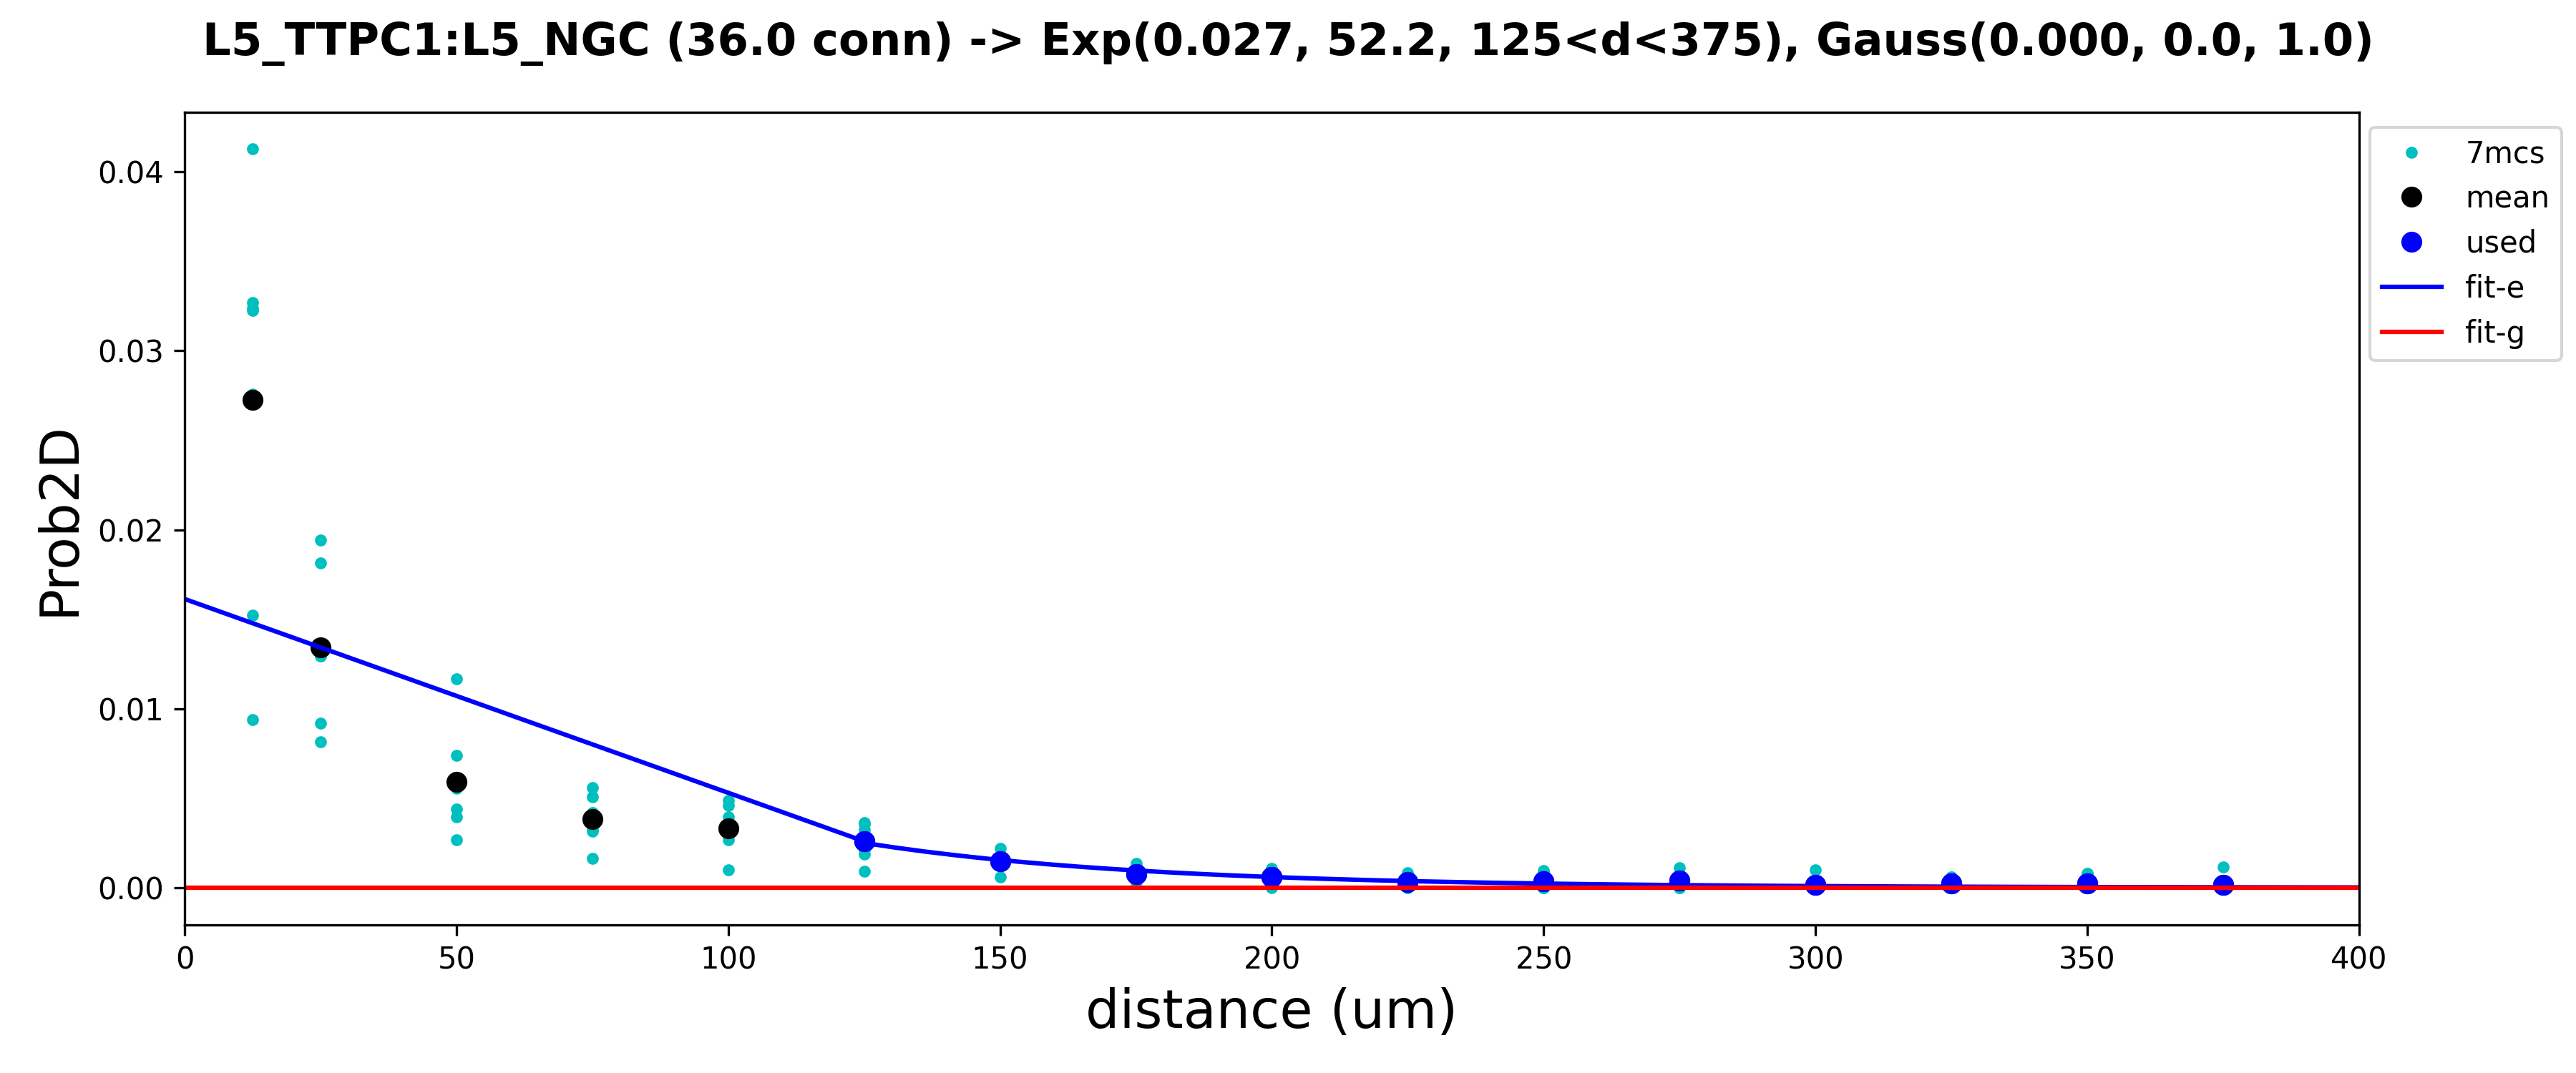 L5_TTPC1:L5_NGC (36.0 conn) -> Exp(0.027, 52.2, 125<d<375), Gauss(0.000, 0.0, 1.0)
7mcs
mean
used
fit-e
fit-g
Prob2D
0.04
0.03
0.02
0.01
0.00
0 50 100 150 200 250 300 350 400
distance (um)